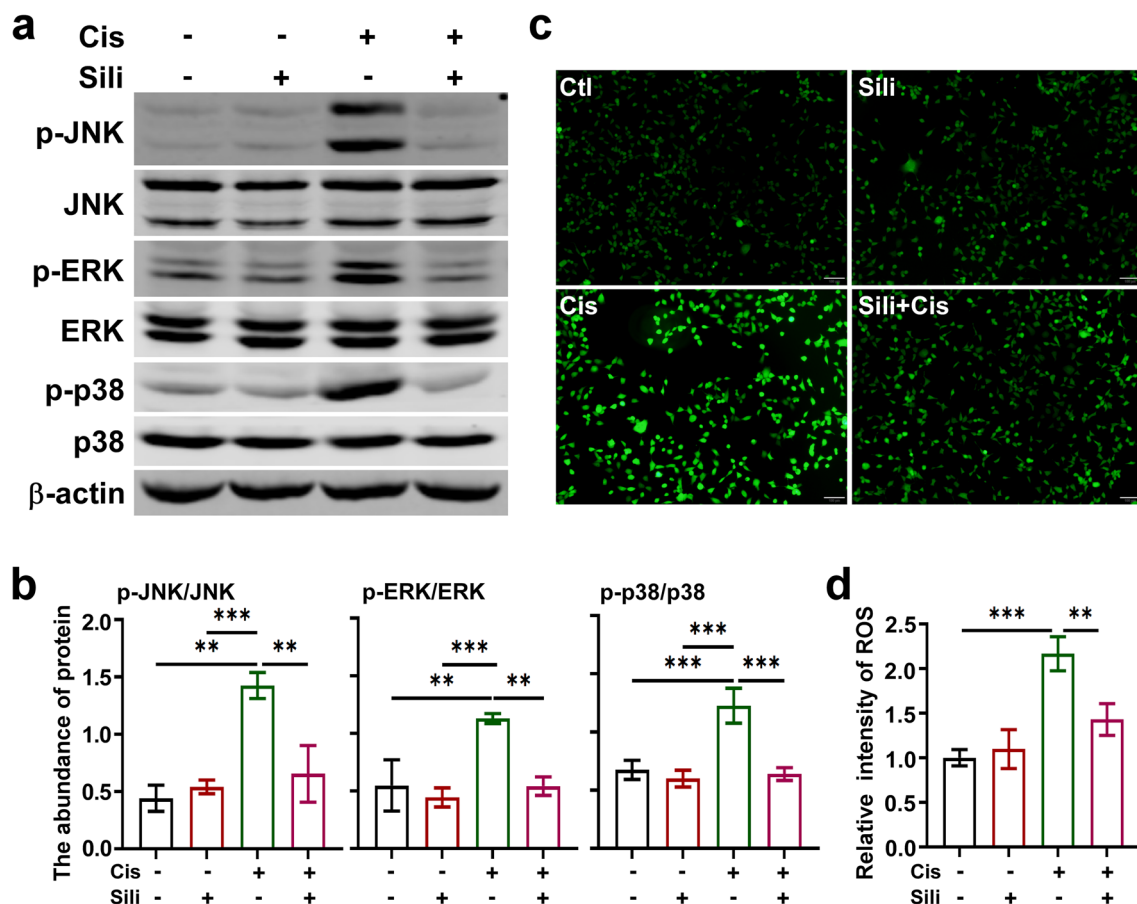 a
Cis - - + +
Sili - + - +
p-JNK
JNK
p-ERK
ERK
p-p38
p38
β-actin
c
Ctl
Sili
Cis
Sili+Cis
b
The abundance of protein
p-JNK/JNK
2.0
1.5
1.0
0.5
0.0
***
** **
p-ERK/ERK
***
** **
p-p38/p38
***
*** ***
Cis - - + + - - + + - - + +
Sili - + - + - + - + - + - +
d
Relative intensity of ROS
2.5
2.0
1.5
1.0
0.5
0.0
*** **
Cis - - + +
Sili - + - +